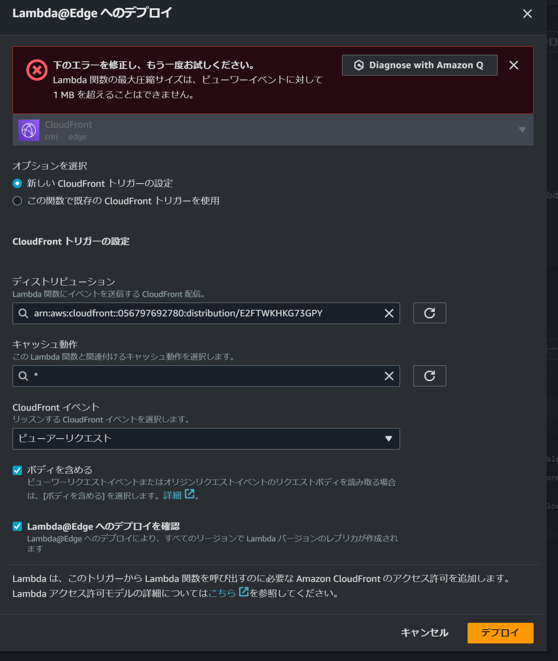 Lambda@Edge へのデプロイ
下のエラーを修正し、もう一度お試しください。
Lambda 関数の最大圧縮サイズは、ビューワーイベントに対して
1 MB を超えることはできません。
Diagnose with Amazon Q
CloudFront
cdn edge
オプションを選択
新しい CloudFront トリガーの設定
この関数で既存の CloudFront トリガーを使用
CloudFront トリガーの設定
ディストリビューション
Lambda 関数にイベントを送信する CloudFront 配信。
arn:aws:cloudfront::056797692780:distribution/E2FTWKHKG73GPY
キャッシュ動作
この Lambda 関数と関連付けるキャッシュ動作を選択します。
*
CloudFront イベント
リッスンする CloudFront イベントを選択します。
ビューアーリクエスト
ボディを含める
ビューワーリクエストイベントまたはオリジンリクエストイベントのリクエストボディを読み取る場合
は、[ボディを含める] を選択します。詳細 。
Lambda@Edge へのデプロイを確認
Lambda@Edge へのデプロイにより、すべてのリージョンで Lambda バージョンのレプリカが作成され
ます
Lambda は、このトリガーから Lambda 関数を呼び出すのに必要な Amazon CloudFront のアクセス許可を追加します。
Lambda アクセス許可モデルの詳細についてはこちら を参照してください。
キャンセル
デプロイ